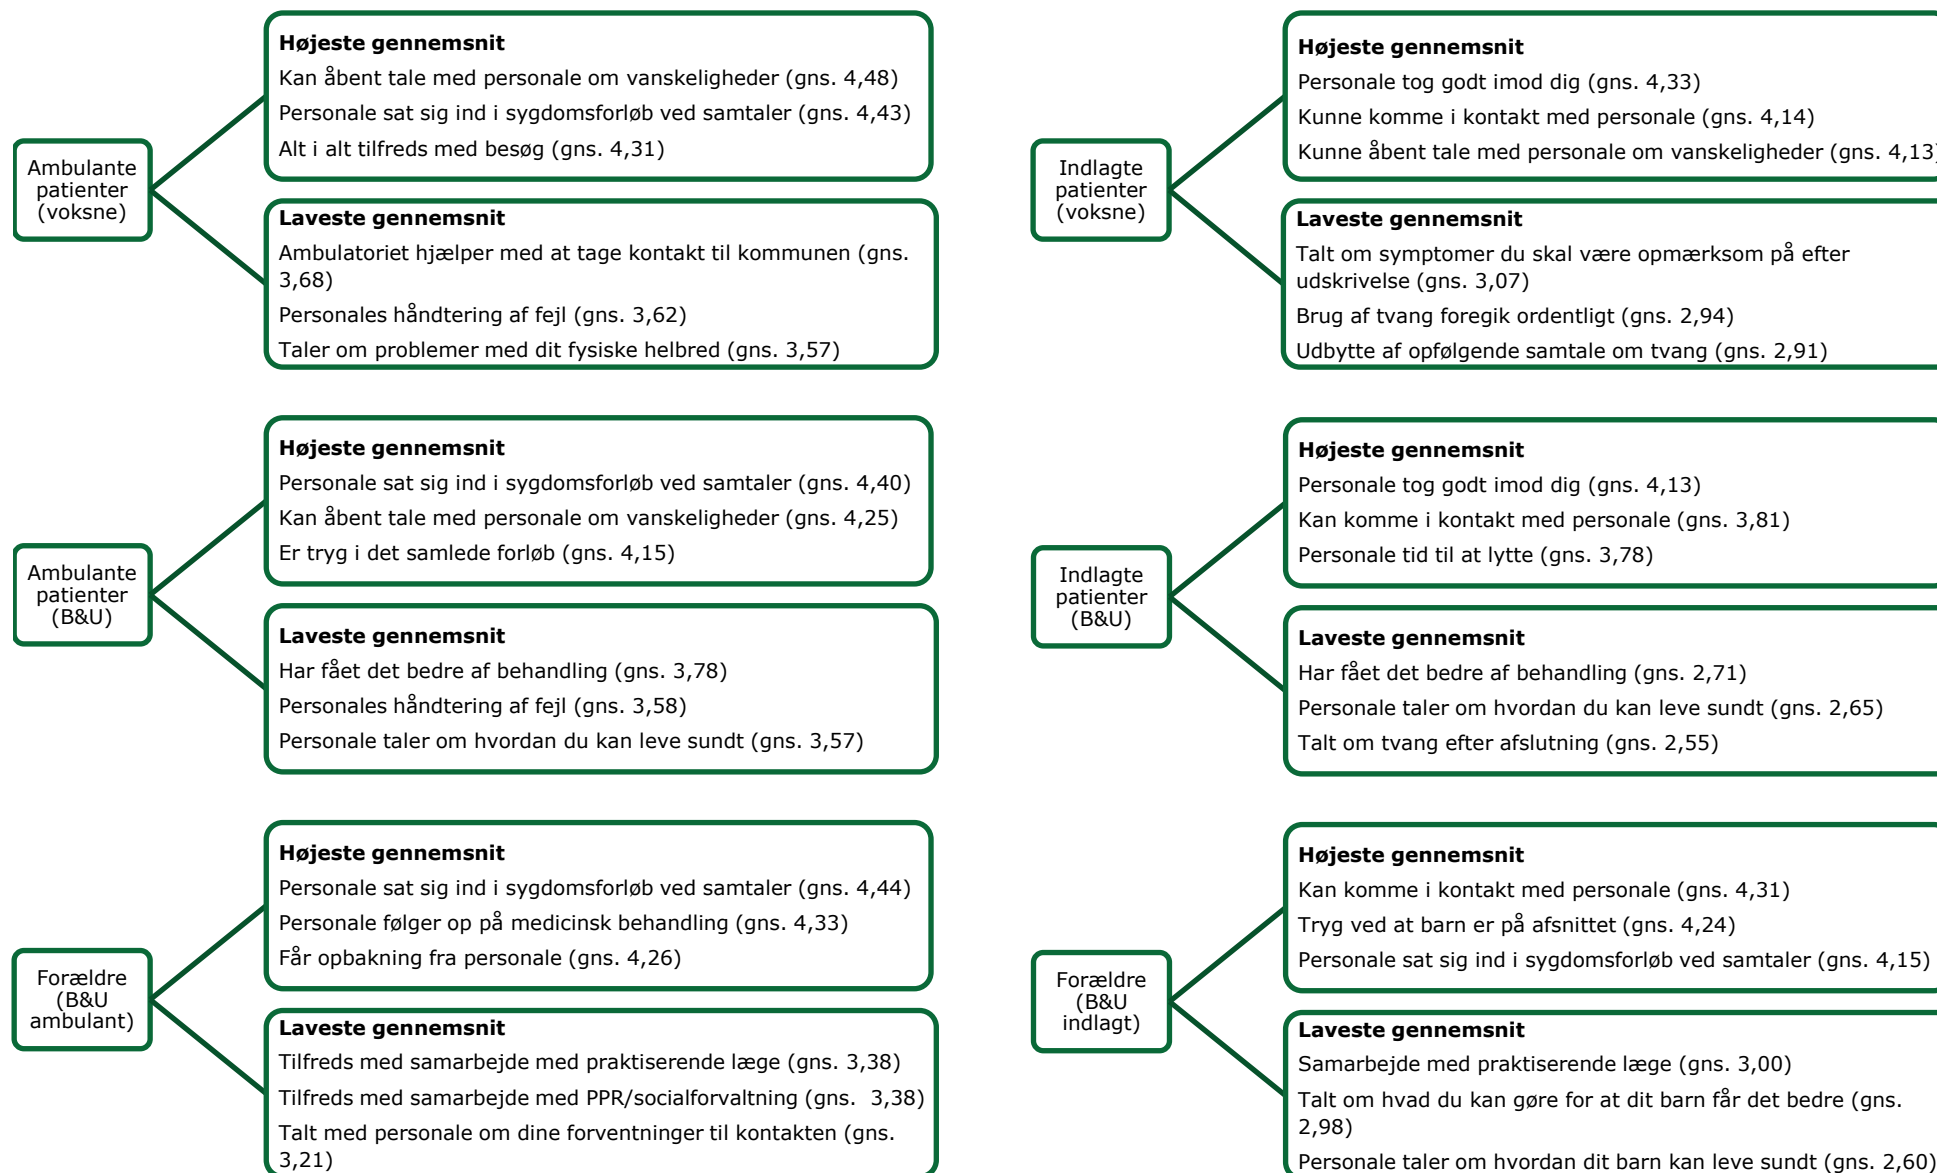 Ambulante
patienter
(voksne)
Højeste gennemsnit
Kan åbent tale med personale om vanskeligheder (gns. 4,48)
Personale sat sig ind i sygdomsforløb ved samtaler (gns. 4,43)
Alt i alt tilfreds med besøg (gns. 4,31)
Laveste gennemsnit
Ambulatoriet hjælper med at tage kontakt til kommunen (gns.
3,68)
Personales håndtering af fejl (gns. 3,62)
Taler om problemer med dit fysiske helbred (gns. 3,57)
Indlagte
patienter
(voksne)
Højeste gennemsnit
Personale tog godt imod dig (gns. 4,33)
Kunne komme i kontakt med personale (gns. 4,14)
Kunne åbent tale med personale om vanskeligheder (gns. 4,13)
Laveste gennemsnit
Talt om symptomer du skal være opmærksom på efter
udskrivelse (gns. 3,07)
Brug af tvang foregik ordentligt (gns. 2,94)
Udbytte af opfølgende samtale om tvang (gns. 2,91)
Ambulante
patienter
(B&U)
Højeste gennemsnit
Personale sat sig ind i sygdomsforløb ved samtaler (gns. 4,40)
Kan åbent tale med personale om vanskeligheder (gns. 4,25)
Er tryg i det samlede forløb (gns. 4,15)
Laveste gennemsnit
Har fået det bedre af behandling (gns. 3,78)
Personales håndtering af fejl (gns. 3,58)
Personale taler om hvordan du kan leve sundt (gns. 3,57)
Indlagte
patienter
(B&U)
Højeste gennemsnit
Personale tog godt imod dig (gns. 4,13)
Kan komme i kontakt med personale (gns. 3,81)
Personale tid til at lytte (gns. 3,78)
Laveste gennemsnit
Har fået det bedre af behandling (gns. 2,71)
Personale taler om hvordan du kan leve sundt (gns. 2,65)
Talt om tvang efter afslutning (gns. 2,55)
Forældre
(B&U
ambulant)
Højeste gennemsnit
Personale sat sig ind i sygdomsforløb ved samtaler (gns. 4,44)
Personale følger op på medicinsk behandling (gns. 4,33)
Får opbakning fra personale (gns. 4,26)
Laveste gennemsnit
Tilfreds med samarbejde med praktiserende læge (gns. 3,38)
Tilfreds med samarbejde med PPR/socialforvaltning (gns. 3,38)
Talt med personale om dine forventninger til kontakten (gns.
3,21)
Forældre
(B&U
indlagt)
Højeste gennemsnit
Kan komme i kontakt med personale (gns. 4,31)
Tryg ved at barn er på afsnittet (gns. 4,24)
Personale sat sig ind i sygdomsforløb ved samtaler (gns. 4,15)
Laveste gennemsnit
Samarbejde med praktiserende læge (gns. 3,00)
Talt om hvad du kan gøre for at dit barn får det bedre (gns.
2,98)
Personale taler om hvordan dit barn kan leve sundt (gns. 2,60)